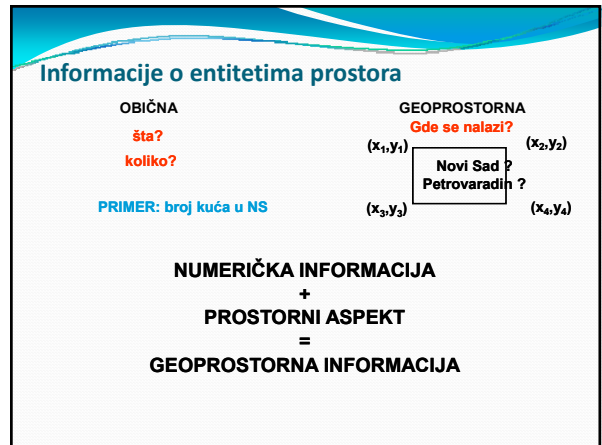 Informacije o entitetima prostora
OBIČNA
šta?
koliko?
PRIMER: broj kuća u NS
GEOPROSTORNA
Gde se nalazi?
(x₁,y₁)
(x₂,y₂)
Novi Sad ?
Petrovaradin ?
(x₃,y₃)
(x₄,y₄)
NUMERIČKA INFORMACIJA
+
PROSTORNI ASPEKT
=
GEOPROSTORNA INFORMACIJA